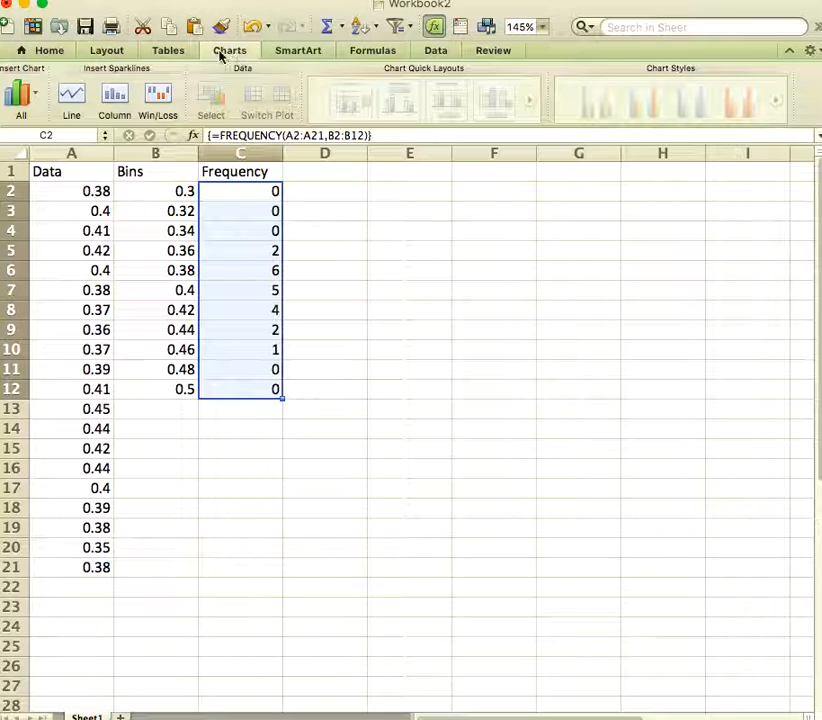 Workbook2
145% Search in Sheet
Home Layout Tables Charts SmartArt Formulas Data Review
nsert Chart Insert Sparklines Data Chart Quick Layouts Chart Styles
All Line Column Win/Loss Select Switch Plot
C2 fx {=FREQUENCY(A2:A21,B2:B12)}
A B C D E F G H I
1 Data Bins Frequency
2 0.38 0.3 0
3 0.4 0.32 0
4 0.41 0.34 0
5 0.42 0.36 2
6 0.4 0.38 6
7 0.38 0.4 5
8 0.37 0.42 4
9 0.36 0.44 2
10 0.37 0.46 1
11 0.39 0.48 0
12 0.41 0.5 0
13 0.45
14 0.44
15 0.42
16 0.44
17 0.4
18 0.39
19 0.38
20 0.35
21 0.38
22
23
24
25
26
27
28
Sheet1